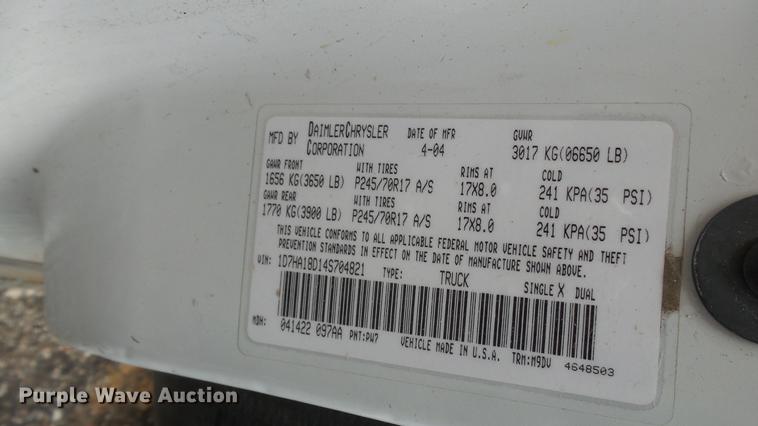 MFD BY DAIMLERCHRYSLER CORPORATION DATE OF MFR 4-04 GVWR 3017 KG(06650 LB)
GAWR FRONT WITH TIRES RIMS AT COLD
1656 KG(3650 LB) P245/70R17 A/S 17X8.0 241 KPA(35 PSI)
GAWR REAR WITH TIRES RIMS AT COLD
1770 KG(3900 LB) P245/70R17 A/S 17X8.0 241 KPA(35 PSI)
THIS VEHICLE CONFORMS TO ALL APPLICABLE FEDERAL MOTOR VEHICLE SAFETY AND THEFT
PREVENTION STANDARDS IN EFFECT ON THE DATE OF MANUFACTURE SHOWN ABOVE.
VIN: 1D7HA18D14S704821 TYPE: TRUCK SINGLE X DUAL
MDH: 041422 097AA PNT:PW7 VEHICLE MADE IN U.S.A. TRM:M9DV 4648503
Purple Wave Auction